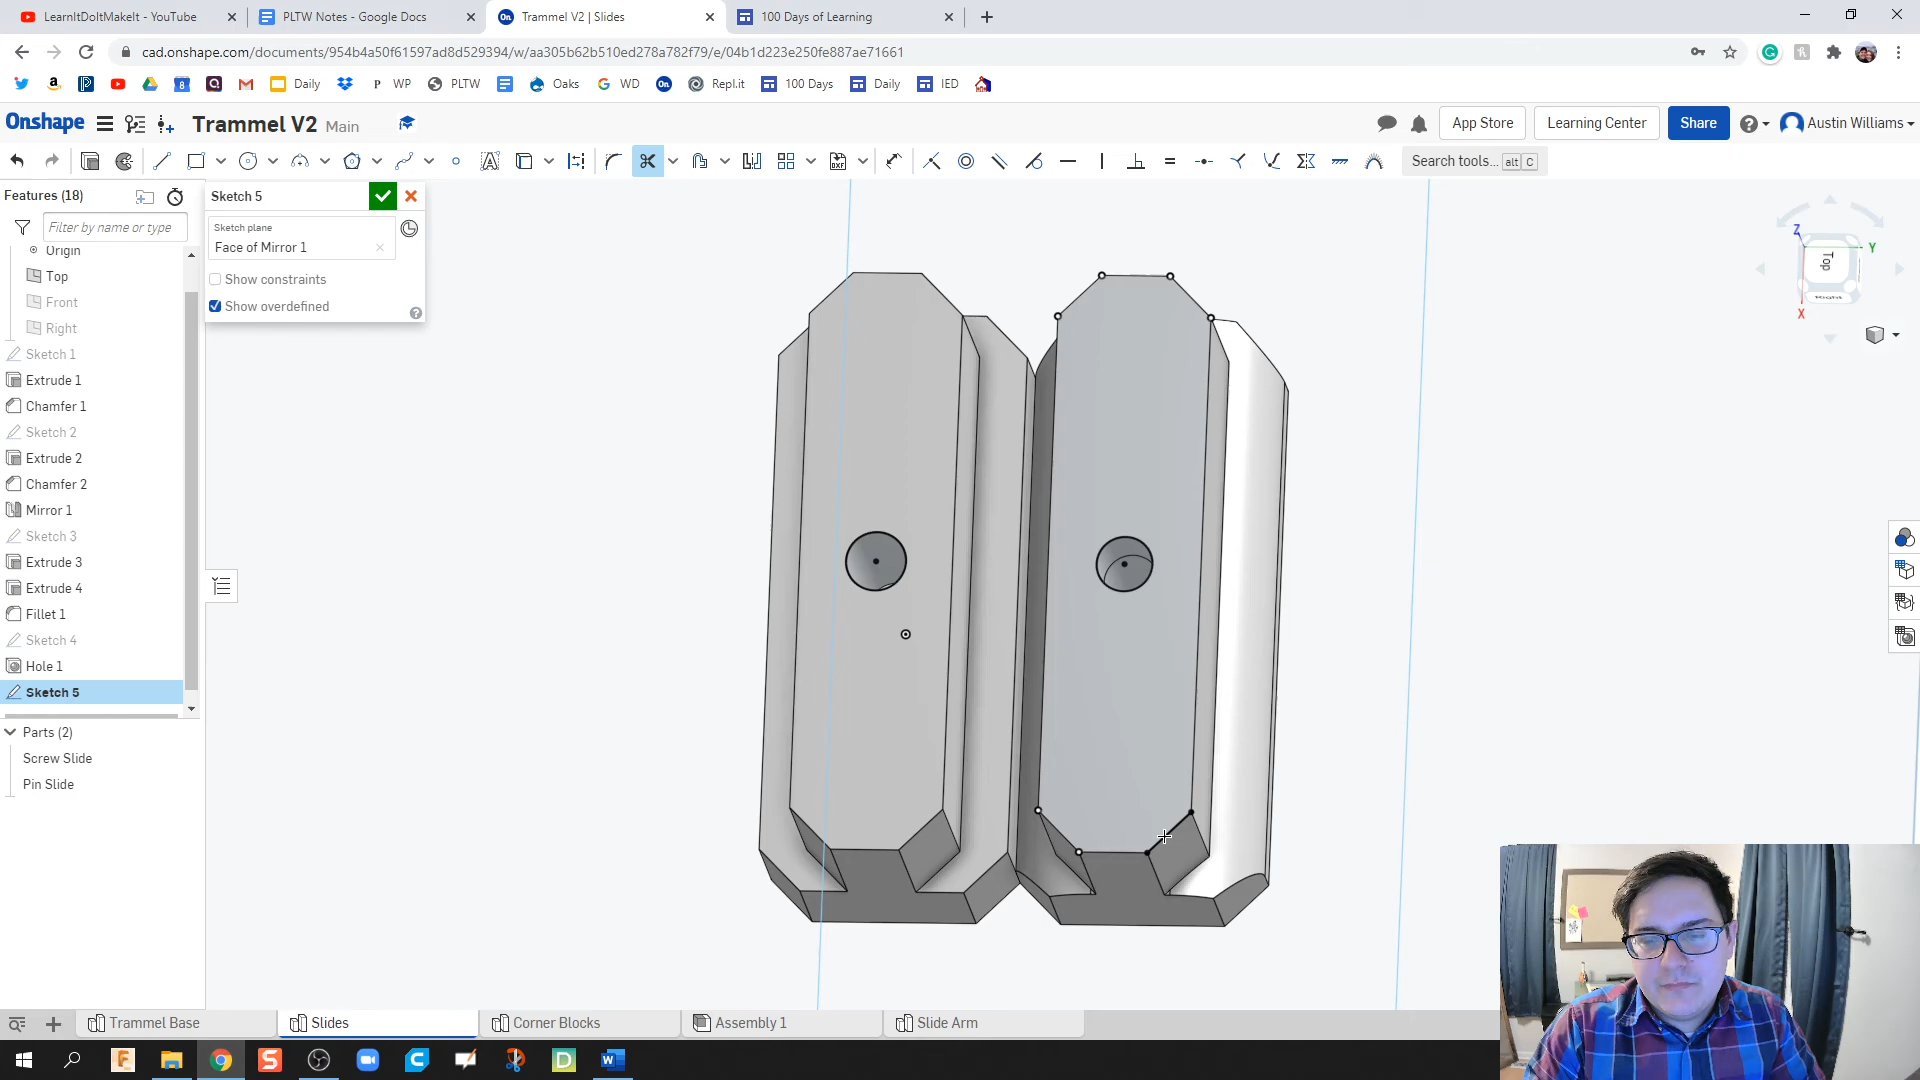 LearnItDoItMakeIt - YouTube
PLTW Notes - Google Docs
Trammel V2 | Slides
100 Days of Learning
cad.onshape.com/documents/954b4a50f61597ad8d529394/w/aa305b62b510ed278a782f79/e/04b1d223e250fe887ae71661
Daily
P WP
PLTW
Oaks
WD
Repl.it
100 Days
Daily
IED
Onshape
Trammel V2 Main
App Store
Learning Center
Share
Austin Williams
Search tools... alt C
Features (18)
Filter by name or type
Origin
Top
Front
Right
Sketch 1
Extrude 1
Chamfer 1
Sketch 2
Extrude 2
Chamfer 2
Mirror 1
Sketch 3
Extrude 3
Extrude 4
Fillet 1
Sketch 4
Hole 1
Sketch 5
Parts (2)
Screw Slide
Pin Slide
Sketch 5
Sketch plane
Face of Mirror 1
Show constraints
Show overdefined
Z
Y
X
Top
Right
Trammel Base
Slides
Corner Blocks
Assembly 1
Slide Arm